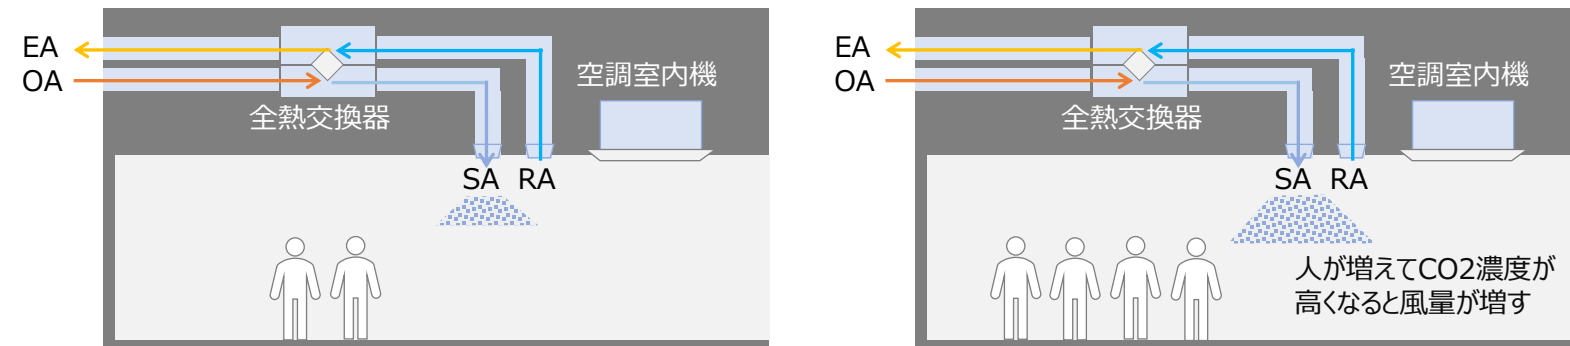 EA
OA
全熱交換器
空調室内機
SA RA
EA
OA
全熱交換器
空調室内機
SA RA
人が増えてCO2濃度が
高くなると風量が増す